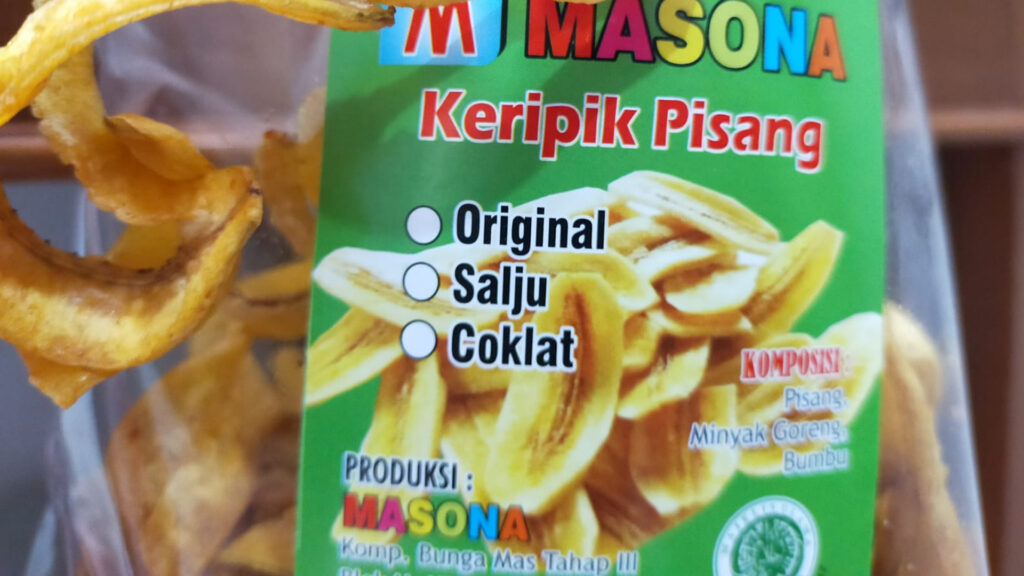 M MASONA
Keripik Pisang
Original
Salju
Coklat
KOMPOSISI :
Pisang,
Minyak Goreng,
Bumbu
PRODUKSI :
MASONA
Komp. Bunga Mas Tahap III